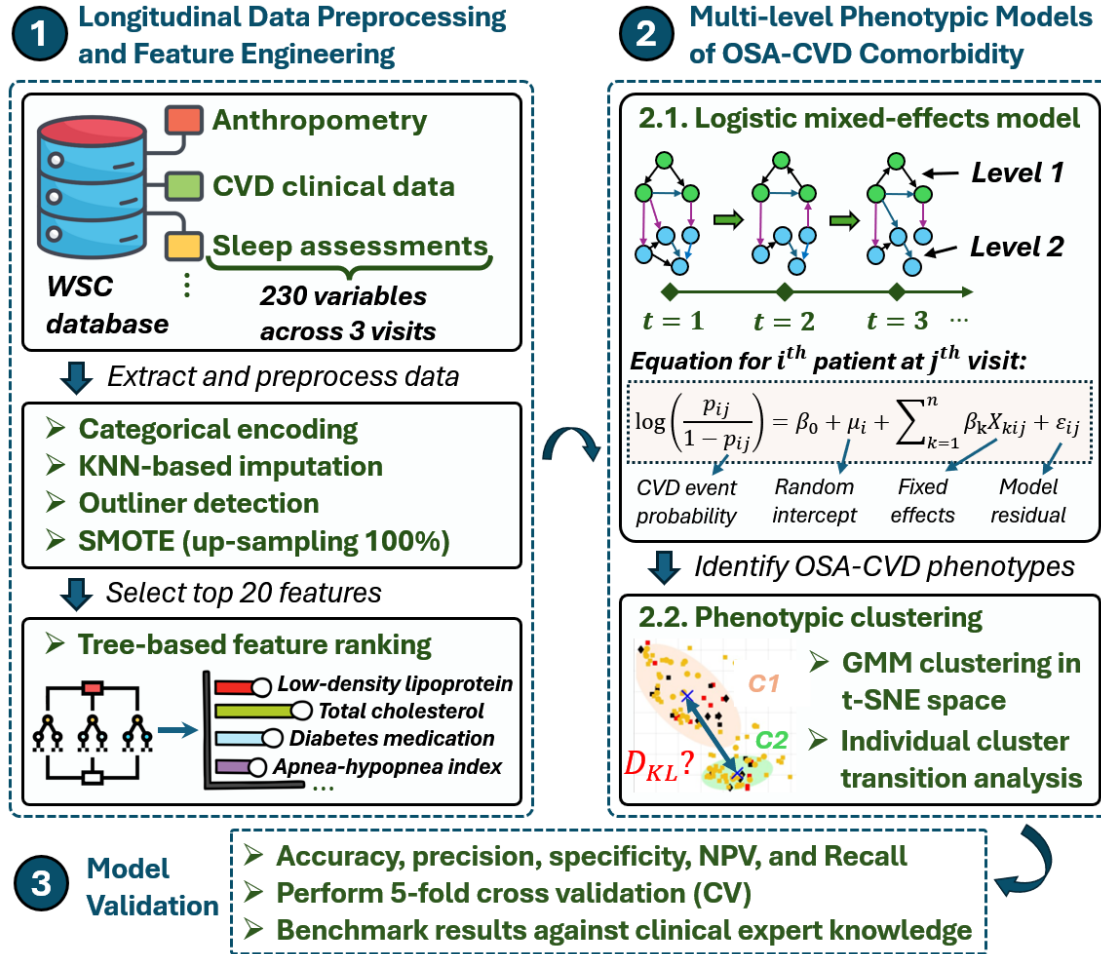 1
Longitudinal Data Preprocessing
and Feature Engineering
Anthropometry
CVD clinical data
Sleep assessments
⋮
WSC
database
230 variables
across 3 visits
Extract and preprocess data
➢ Categorical encoding
➢ KNN-based imputation
➢ Outliner detection
➢ SMOTE (up-sampling 100%)
Select top 20 features
➢ Tree-based feature ranking
Low-density lipoprotein
Total cholesterol
Diabetes medication
Apnea-hypopnea index
...
2
Multi-level Phenotypic Models
of OSA-CVD Comorbidity
2.1. Logistic mixed-effects model
Level 1
Level 2
t = 1 t = 2 t = 3 ...
Equation for i^th patient at j^th visit:
log(p_ij / (1 − p_ij)) = β_0 + μ_i + ∑_{k=1}^{n} β_k X_kij + ε_ij
CVD event
probability
Random
intercept
Fixed
effects
Model
residual
Identify OSA-CVD phenotypes
2.2. Phenotypic clustering
C1
C2
D_KL?
➢ GMM clustering in
t-SNE space
➢ Individual cluster
transition analysis
3
Model
Validation
➢ Accuracy, precision, specificity, NPV, and Recall
➢ Perform 5-fold cross validation (CV)
➢ Benchmark results against clinical expert knowledge